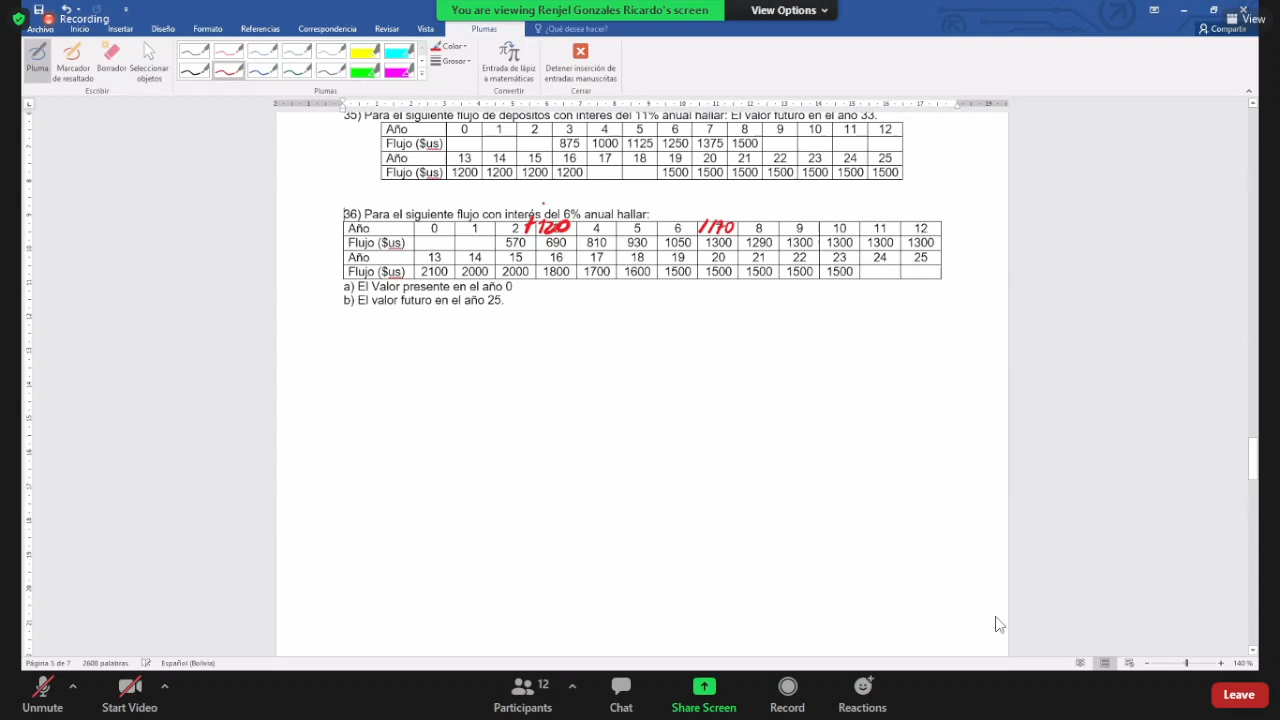 You are viewing Renjel Gonzales Ricardo's screen View Options
Recording
View
Archivo Inicio Insertar Diseño Formato Referencias Correspondencia Revisar Vista Plumas ¿Qué desea hacer? Compartir
Pluma Marcador de resaltado Borrador Seleccionar objetos
Color
Grosor
Entrada de lápiz a matemáticas
Detener inserción de entradas manuscritas
Escribir Plumas Convertir Cerrar
35) Para el siguiente flujo de depósitos con interés del 11% anual hallar: El valor futuro en el año 33.
Año 0 1 2 3 4 5 6 7 8 9 10 11 12
Flujo ($us) 875 1000 1125 1250 1375 1500
Año 13 14 15 16 17 18 19 20 21 22 23 24 25
Flujo ($us) 1200 1200 1200 1200 1500 1500 1500 1500 1500 1500 1500
36) Para el siguiente flujo con interés del 6% anual hallar:
+120 1170
Año 0 1 2 4 5 6 8 9 10 11 12
Flujo ($us) 570 690 810 930 1050 1300 1290 1300 1300 1300 1300
Año 13 14 15 16 17 18 19 20 21 22 23 24 25
Flujo ($us) 2100 2000 2000 1800 1700 1600 1500 1500 1500 1500 1500
a) El Valor presente en el año 0
b) El valor futuro en el año 25.
Página 5 de 7 2608 palabras Español (Bolivia) 140 %
Unmute Start Video 12 Participants Chat Share Screen Record Reactions Leave